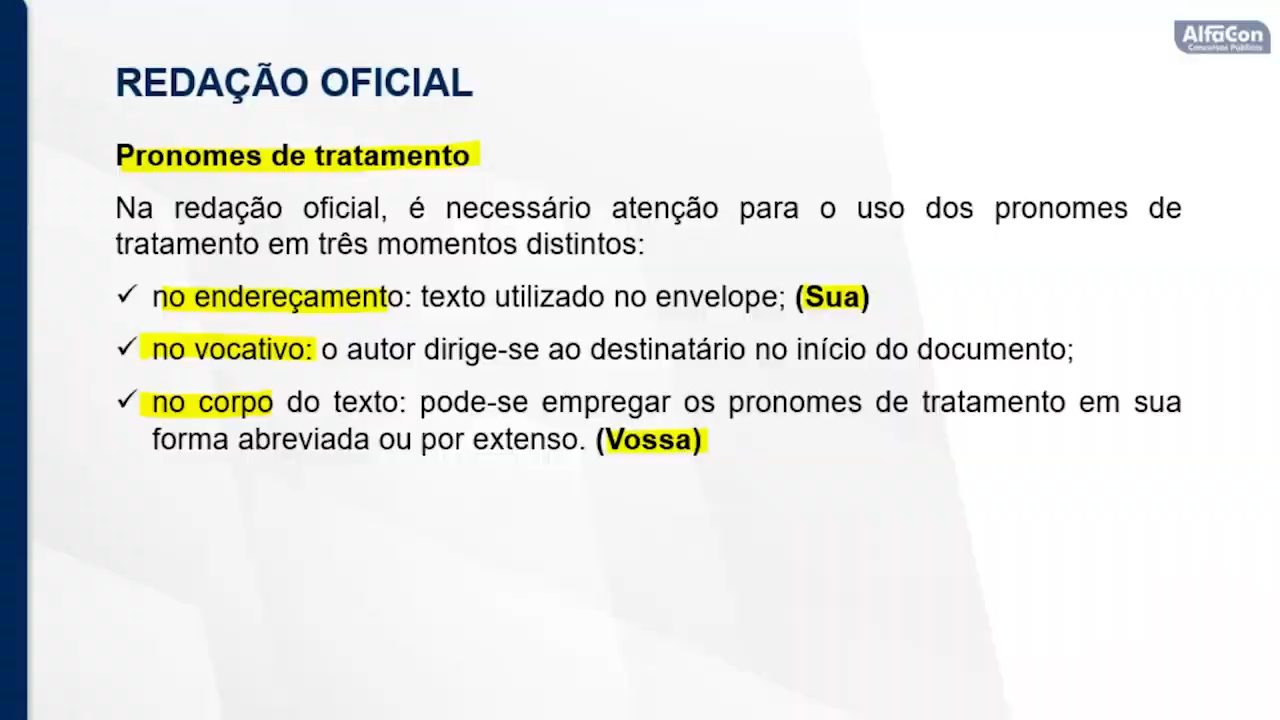 AlfaCon
Concursos Públicos
REDAÇÃO OFICIAL
Pronomes de tratamento
Na redação oficial, é necessário atenção para o uso dos pronomes de
tratamento em três momentos distintos:
✓ no endereçamento: texto utilizado no envelope; (Sua)
✓ no vocativo: o autor dirige-se ao destinatário no início do documento;
✓ no corpo do texto: pode-se empregar os pronomes de tratamento em sua
forma abreviada ou por extenso. (Vossa)